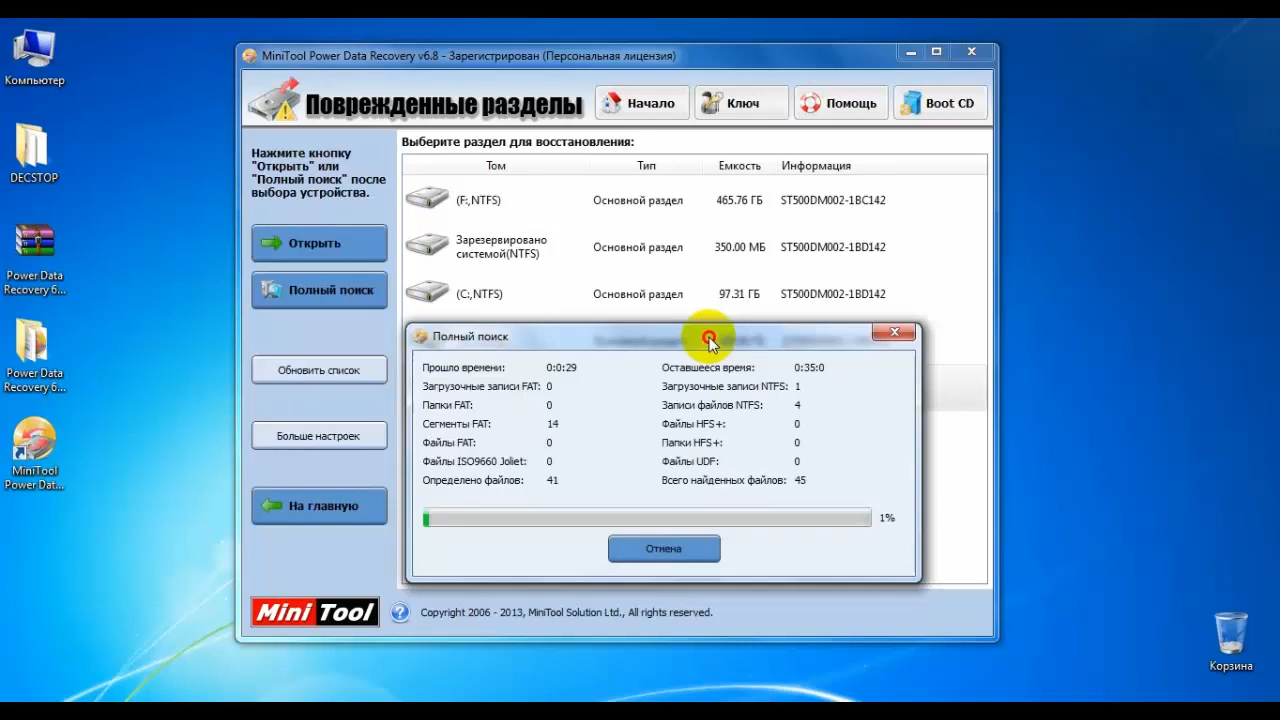 Компьютер
DECSTOP
Power Data
Recovery 6...
Power Data
Recovery 6...
MiniTool
Power Dat...
Корзина
MiniTool Power Data Recovery v6.8 - Зарегистрирован (Персональная лицензия)
Поврежденные разделы
Начало
Ключ
Помощь
Boot CD
Нажмите кнопку
"Открыть" или
"Полный поиск" после
выбора устройства.
Открыть
Полный поиск
Обновить список
Больше настроек
На главную
Выберите раздел для восстановления:
Том Тип Емкость Информация
(F:,NTFS) Основной раздел 465.76 ГБ ST500DM002-1BC142
Зарезервировано
системой(NTFS) Основной раздел 350.00 МБ ST500DM002-1BD142
(C:,NTFS) Основной раздел 97.31 ГБ ST500DM002-1BD142
Полный поиск
Прошло времени: 0:0:29 Оставшееся время: 0:35:0
Загрузочные записи FAT: 0 Загрузочные записи NTFS: 1
Папки FAT: 0 Записи файлов NTFS: 4
Сегменты FAT: 14 Файлы HFS+: 0
Файлы FAT: 0 Папки HFS+: 0
Файлы ISO9660 Joliet: 0 Файлы UDF: 0
Определено файлов: 41 Всего найденных файлов: 45
1%
Отмена
Mini Tool
? Copyright 2006 - 2013, MiniTool Solution Ltd., All rights reserved.